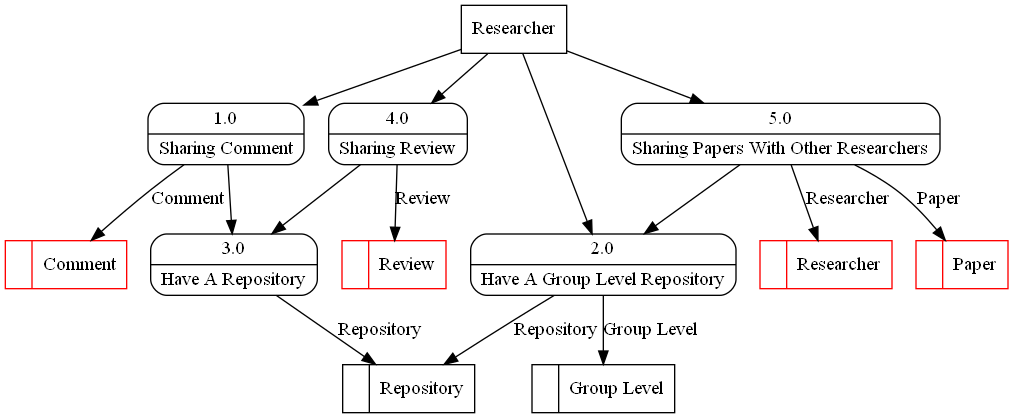 Researcher
1.0
Sharing Comment
4.0
Sharing Review
5.0
Sharing Papers With Other Researchers
Comment
Review
Researcher
Paper
Comment
3.0
Have A Repository
Review
2.0
Have A Group Level Repository
Researcher
Paper
Repository
Repository
Group Level
Repository
Group Level